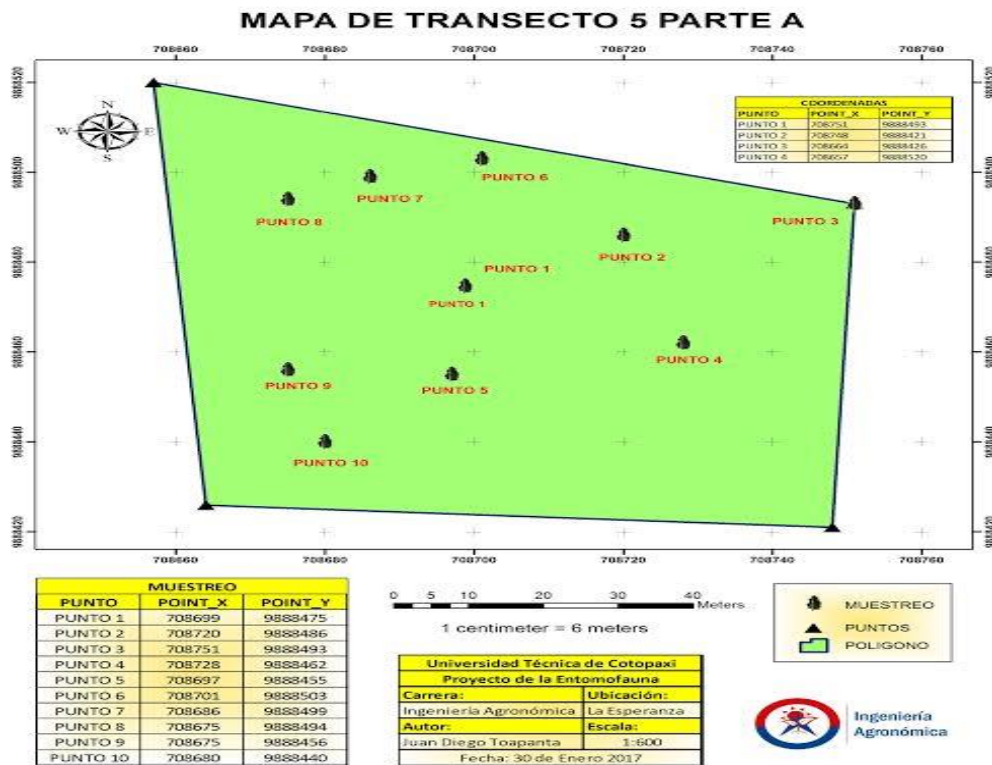 MAPA DE TRANSECTO 5 PARTE A
708660 708680 708700 708720 708740 708760
9888520 9888520
N
W E
S
COORDENADAS
PUNTO POINT_X POINT_Y
PUNTO 1 708751 9888493
PUNTO 2 708748 9888421
PUNTO 3 708664 9888426
PUNTO 4 708657 9888520
9888500 9888500
PUNTO 6
PUNTO 7
PUNTO 8
PUNTO 3
PUNTO 2
9888480 9888480
PUNTO 1
PUNTO 1
9888460 9888460
PUNTO 4
PUNTO 9
PUNTO 5
9888440 9888440
PUNTO 10
9888420 9888420
708660 708680 708700 708720 708740 708760
MUESTREO
PUNTO POINT_X POINT_Y
PUNTO 1 708699 9888475
PUNTO 2 708720 9888486
PUNTO 3 708751 9888493
PUNTO 4 708728 9888462
PUNTO 5 708697 9888455
PUNTO 6 708701 9888503
PUNTO 7 708686 9888499
PUNTO 8 708675 9888494
PUNTO 9 708675 9888456
PUNTO 10 708680 9888440
0 5 10 20 30 40
Meters
1 centimeter = 6 meters
Universidad Técnica de Cotopaxi
Proyecto de la Entomofauna
Carrera: Ubicación:
Ingeniería Agronómica La Esperanza
Autor: Escala:
Juan Diego Toapanta 1:600
Fecha: 30 de Enero 2017
MUESTREO
PUNTOS
POLIGONO
Ingeniería
Agronómica